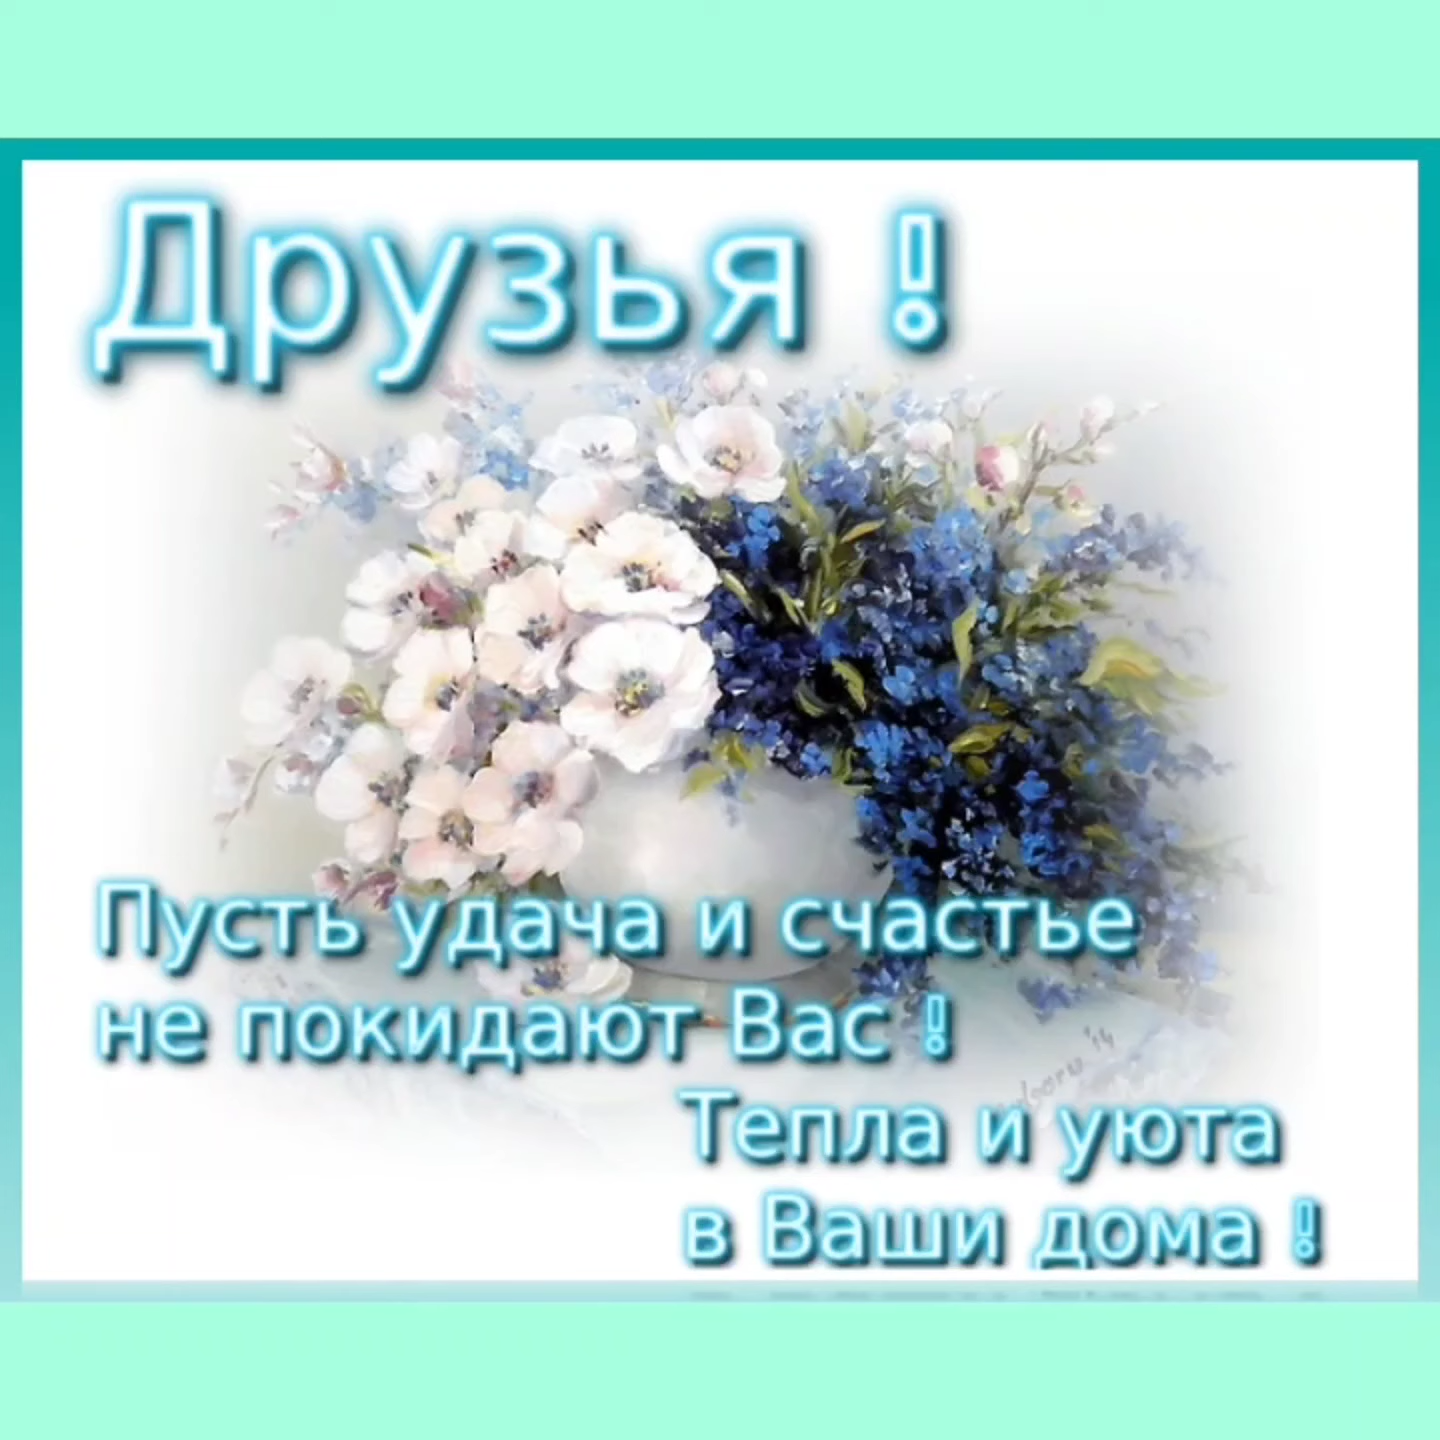 Друзья !
Пусть удача и счастье
не покидают Вас !
Тепла и уюта
в Ваши дома !